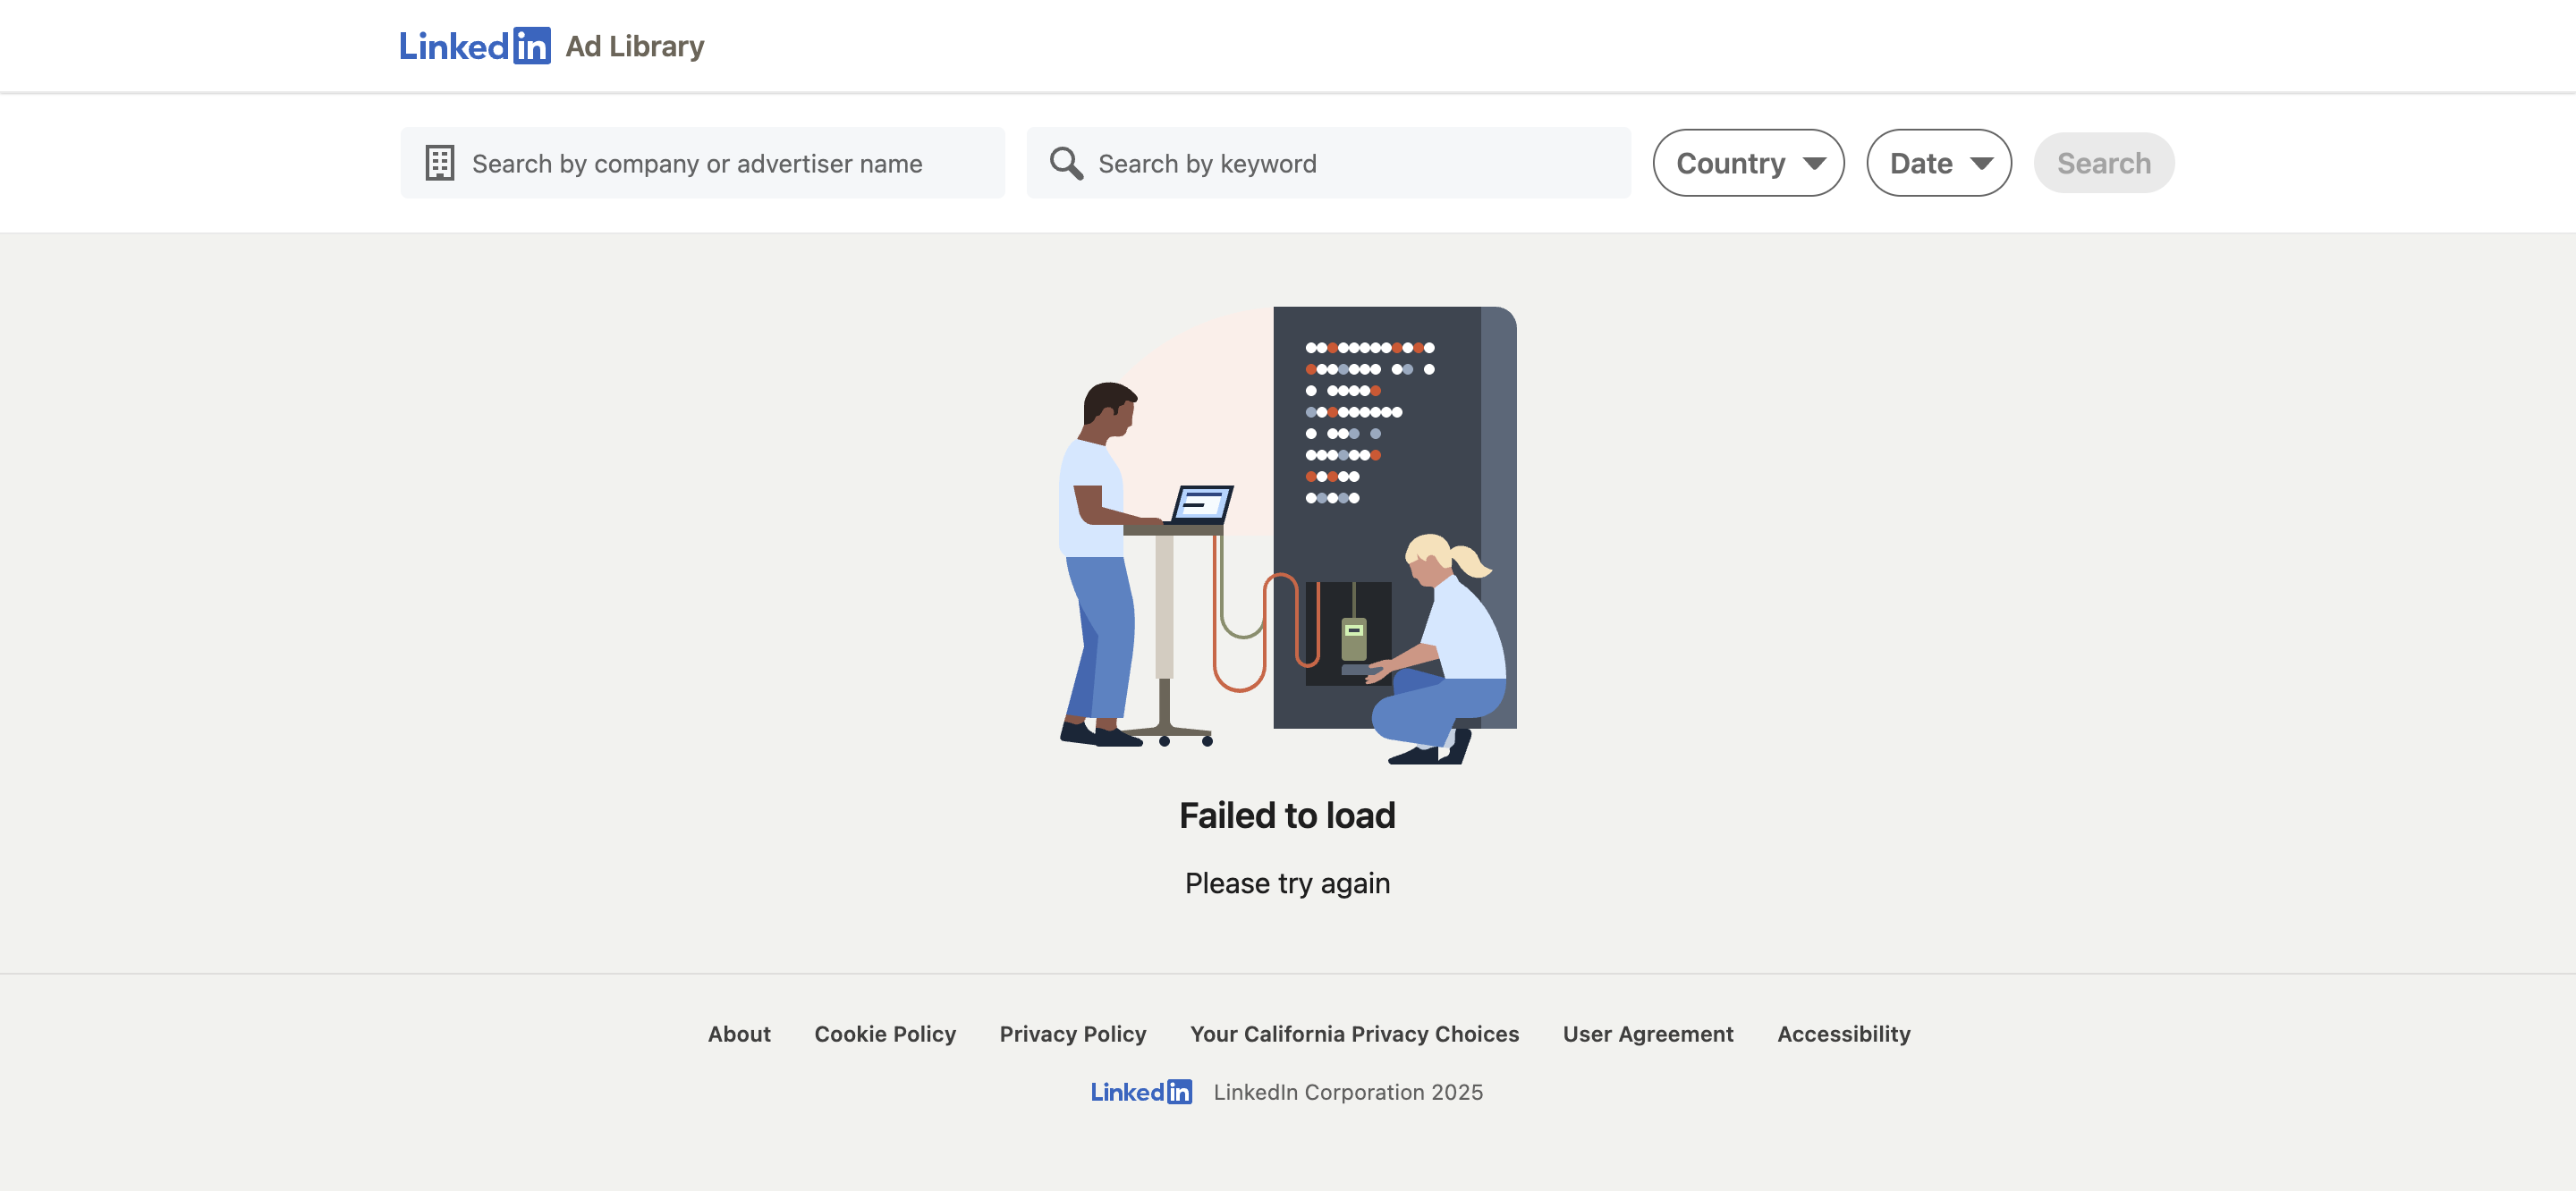 LinkedIn Ad Library
Search by company or advertiser name
Search by keyword
Country
Date
Search
Failed to load
Please try again
About Cookie Policy Privacy Policy Your California Privacy Choices User Agreement Accessibility
LinkedIn LinkedIn Corporation 2025